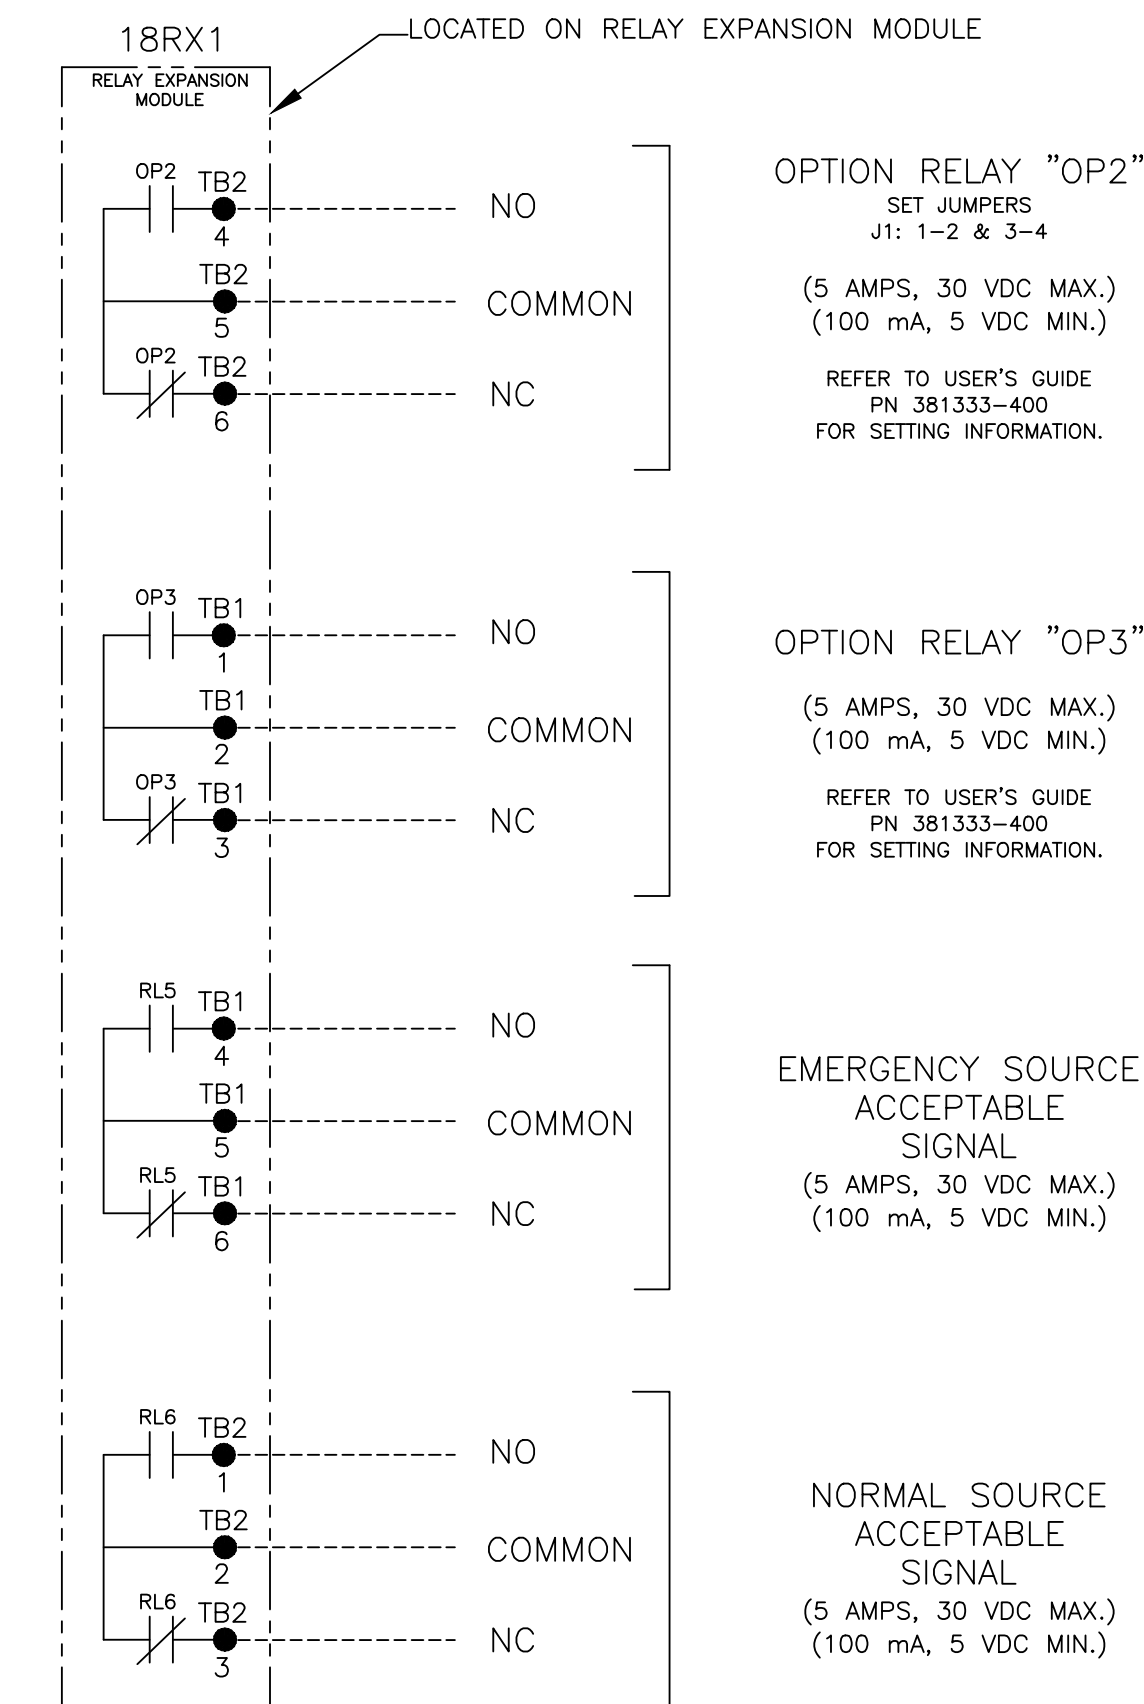 18RX1
LOCATED ON RELAY EXPANSION MODULE
RELAY EXPANSION
MODULE
OP2
TB2
4
NO
TB2
5
COMMON
OP2
TB2
6
NC
OPTION RELAY ”OP2”
SET JUMPERS
J1: 1-2 & 3-4
(5 AMPS, 30 VDC MAX.)
(100 mA, 5 VDC MIN.)
REFER TO USER'S GUIDE
PN 381333-400
FOR SETTING INFORMATION.
OP3
TB1
1
NO
TB1
2
COMMON
OP3
TB1
3
NC
OPTION RELAY ”OP3”
(5 AMPS, 30 VDC MAX.)
(100 mA, 5 VDC MIN.)
REFER TO USER'S GUIDE
PN 381333-400
FOR SETTING INFORMATION.
RL5
TB1
4
NO
TB1
5
COMMON
RL5
TB1
6
NC
EMERGENCY SOURCE
ACCEPTABLE
SIGNAL
(5 AMPS, 30 VDC MAX.)
(100 mA, 5 VDC MIN.)
RL6
TB2
1
NO
TB2
2
COMMON
RL6
TB2
3
NC
NORMAL SOURCE
ACCEPTABLE
SIGNAL
(5 AMPS, 30 VDC MAX.)
(100 mA, 5 VDC MIN.)